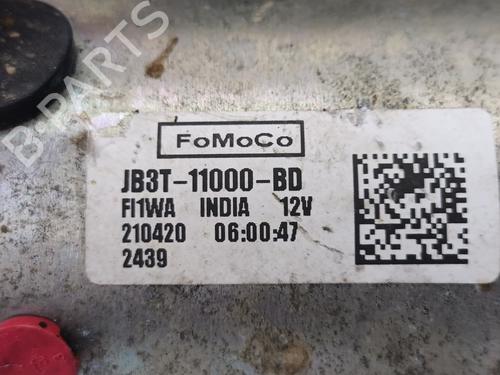 FoMoCo
JB3T-11000-BD
FI1WA INDIA 12V
210420 06:00:47
2439
B-PARTS